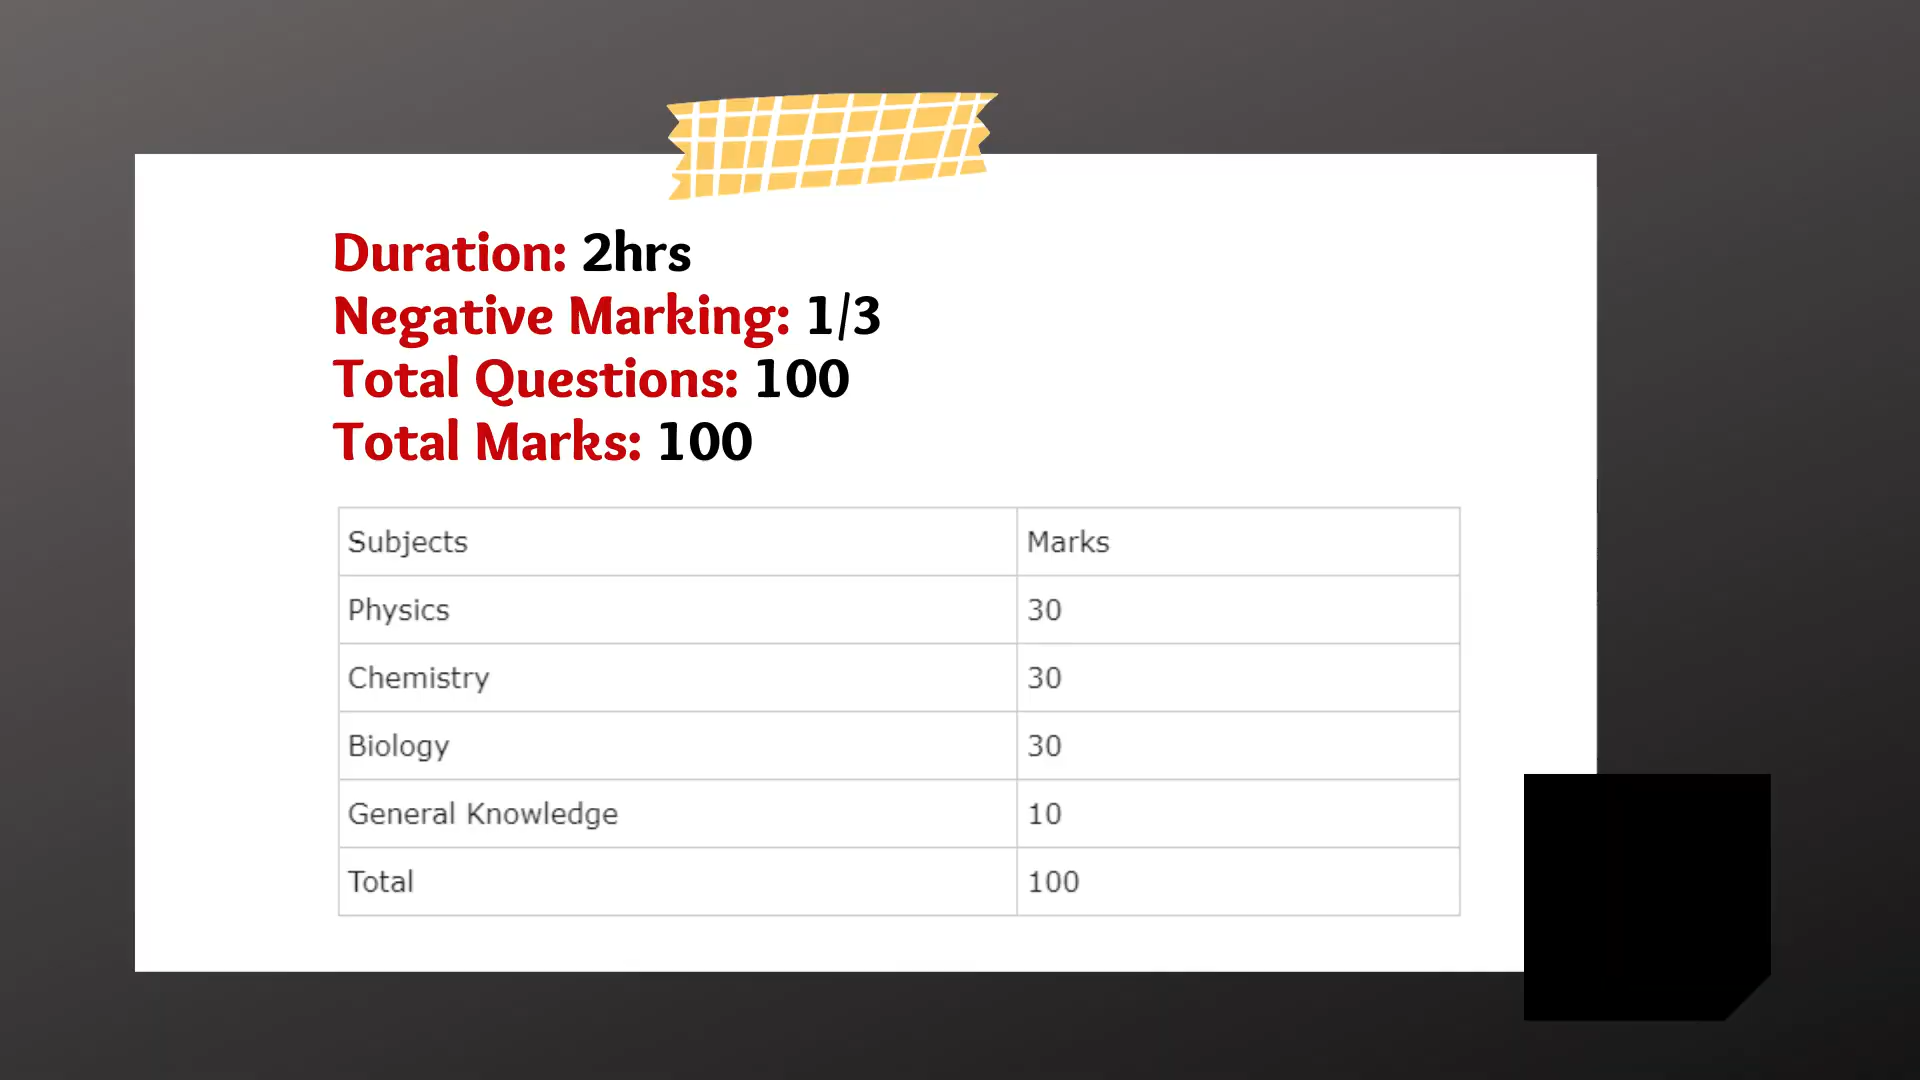 Duration: 2hrs
Negative Marking: 1/3
Total Questions: 100
Total Marks: 100
Subjects Marks
Physics 30
Chemistry 30
Biology 30
General Knowledge 10
Total 100